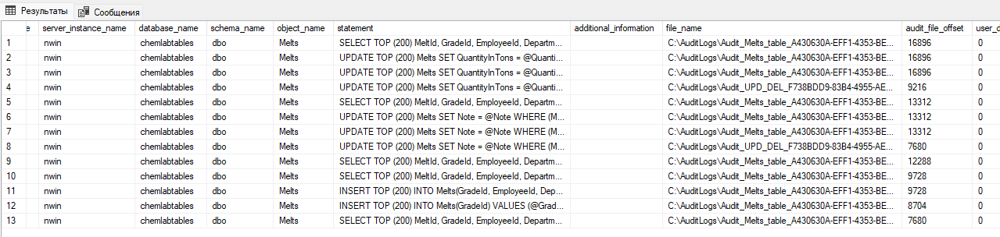 Результаты Сообщения
e server_instance_name database_name schema_name object_name statement additional_information file_name audit_file_offset user_d
1 nwin chemlabtables dbo Melts SELECT TOP (200) MeltId, GradeId, EmployeeId, Departm... C:\AuditLogs\Audit_Melts_table_A430630A-EFF1-4353-BE... 16896 0
2 nwin chemlabtables dbo Melts UPDATE TOP (200) Melts SET QuantityInTons = @Quanti... C:\AuditLogs\Audit_Melts_table_A430630A-EFF1-4353-BE... 16896 0
3 nwin chemlabtables dbo Melts UPDATE TOP (200) Melts SET QuantityInTons = @Quanti... C:\AuditLogs\Audit_Melts_table_A430630A-EFF1-4353-BE... 16896 0
4 nwin chemlabtables dbo Melts UPDATE TOP (200) Melts SET QuantityInTons = @Quanti... C:\AuditLogs\Audit_UPD_DEL_F738BDD9-83B4-4955-AE... 9216 0
5 nwin chemlabtables dbo Melts SELECT TOP (200) MeltId, GradeId, EmployeeId, Departm... C:\AuditLogs\Audit_Melts_table_A430630A-EFF1-4353-BE... 13312 0
6 nwin chemlabtables dbo Melts UPDATE TOP (200) Melts SET Note = @Note WHERE (M... C:\AuditLogs\Audit_Melts_table_A430630A-EFF1-4353-BE... 13312 0
7 nwin chemlabtables dbo Melts UPDATE TOP (200) Melts SET Note = @Note WHERE (M... C:\AuditLogs\Audit_Melts_table_A430630A-EFF1-4353-BE... 13312 0
8 nwin chemlabtables dbo Melts UPDATE TOP (200) Melts SET Note = @Note WHERE (M... C:\AuditLogs\Audit_UPD_DEL_F738BDD9-83B4-4955-AE... 7680 0
9 nwin chemlabtables dbo Melts SELECT TOP (200) MeltId, GradeId, EmployeeId, Departm... C:\AuditLogs\Audit_Melts_table_A430630A-EFF1-4353-BE... 12288 0
10 nwin chemlabtables dbo Melts SELECT TOP (200) MeltId, GradeId, EmployeeId, Departm... C:\AuditLogs\Audit_Melts_table_A430630A-EFF1-4353-BE... 9728 0
11 nwin chemlabtables dbo Melts INSERT TOP (200) INTO Melts(GradeId, EmployeeId, Dep... C:\AuditLogs\Audit_Melts_table_A430630A-EFF1-4353-BE... 9728 0
12 nwin chemlabtables dbo Melts INSERT TOP (200) INTO Melts(GradeId) VALUES (@Grad... C:\AuditLogs\Audit_Melts_table_A430630A-EFF1-4353-BE... 8704 0
13 nwin chemlabtables dbo Melts SELECT TOP (200) MeltId, GradeId, EmployeeId, Departm... C:\AuditLogs\Audit_Melts_table_A430630A-EFF1-4353-BE... 7680 0